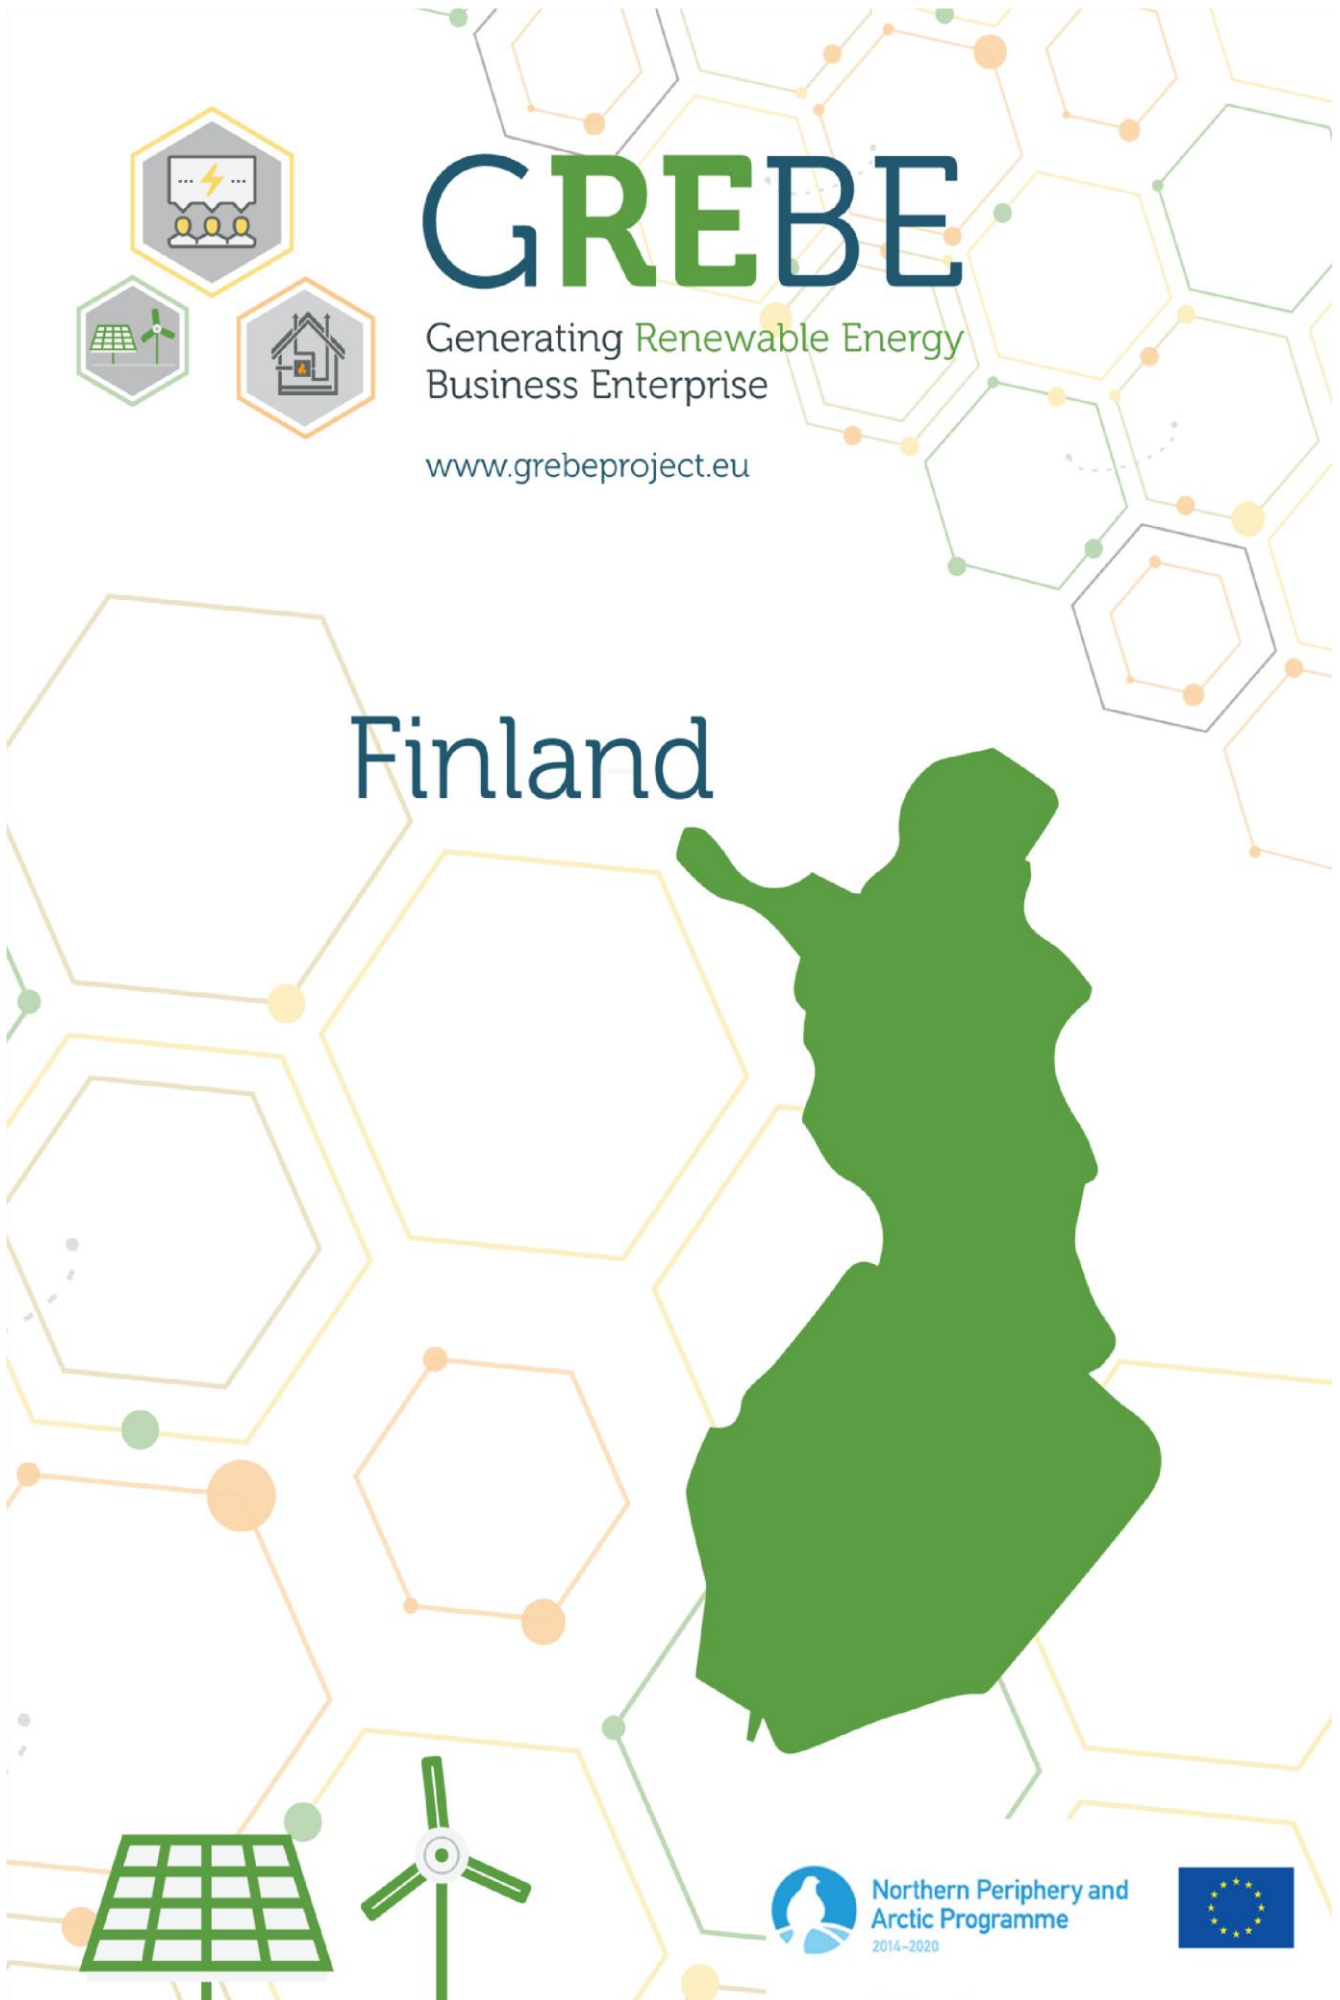 GREBE
Generating Renewable Energy
Business Enterprise
www.grebeproject.eu
Finland
Northern Periphery and
Arctic Programme
2014-2020